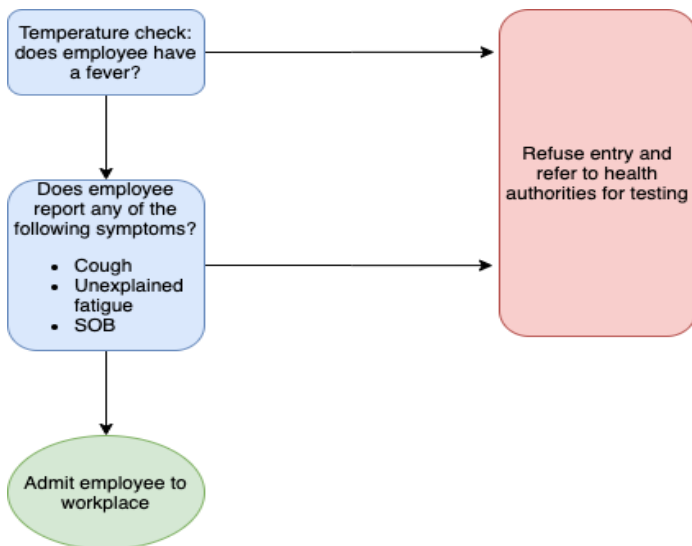 Temperature check:
does employee have
a fever?
Refuse entry and
refer to health
authorities for testing
Does employee
report any of the
following symptoms?
• Cough
• Unexplained
fatigue
• SOB
Admit employee to
workplace